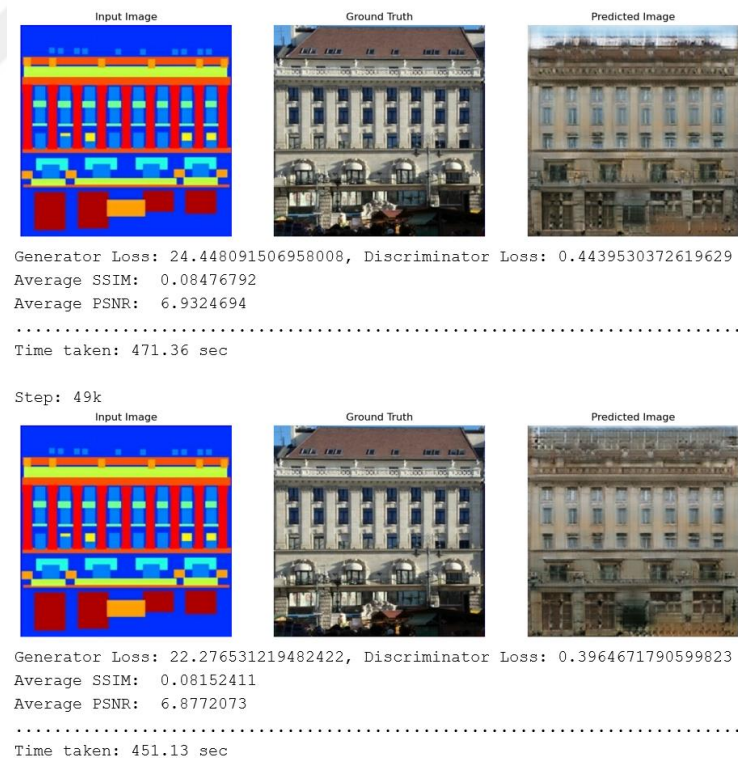 Input Image Ground Truth Predicted Image
Generator Loss: 24.448091506958008, Discriminator Loss: 0.4439530372619629
Average SSIM:  0.08476792
Average PSNR:  6.9324694
..........................................................................
Time taken: 471.36 sec
Step: 49k
Input Image Ground Truth Predicted Image
Generator Loss: 22.276531219482422, Discriminator Loss: 0.3964671790599823
Average SSIM:  0.08152411
Average PSNR:  6.8772073
..........................................................................
Time taken: 451.13 sec